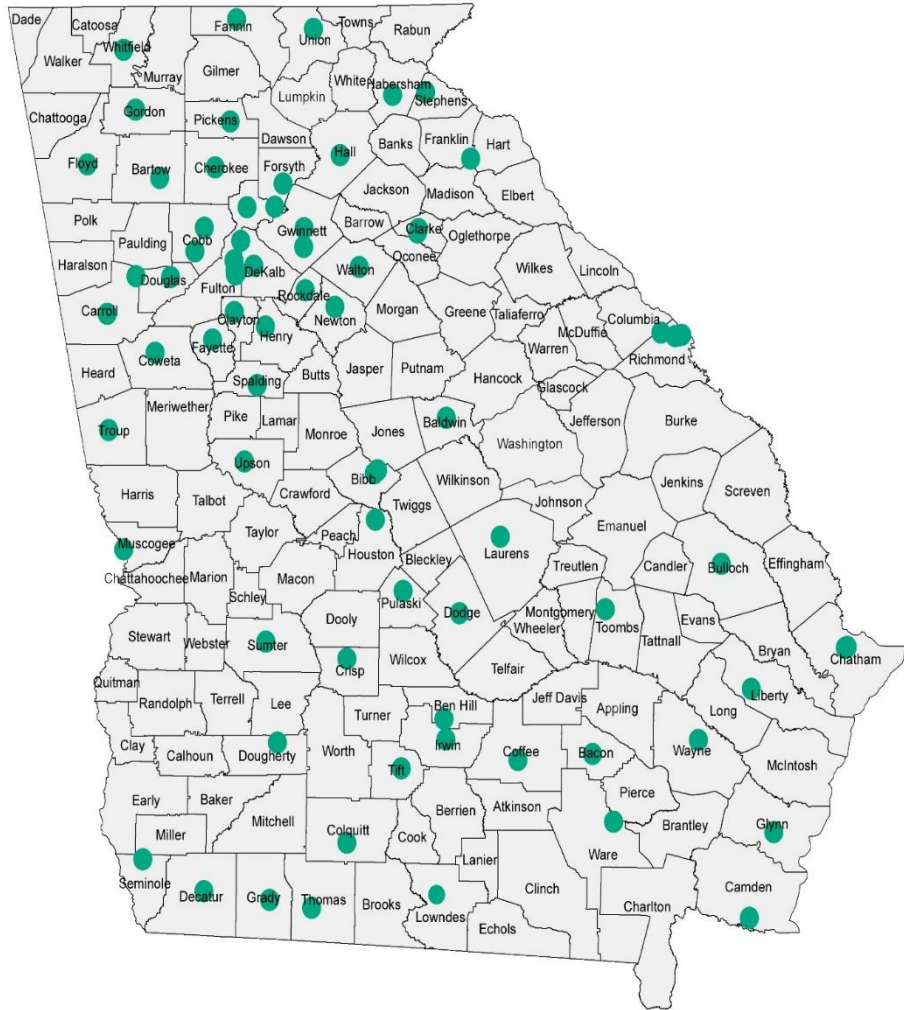 Dade
Catoosa
Whitfield
Fannin
Union
Towns
Rabun
Walker
Murray
Gilmer
White
Habersham
Stephens
Lumpkin
Chattooga
Gordon
Pickens
Dawson
Banks
Franklin
Hart
Floyd
Bartow
Cherokee
Forsyth
Hall
Jackson
Madison
Elbert
Polk
Paulding
Cobb
Gwinnett
Barrow
Clarke
Oglethorpe
Oconee
Haralson
Douglas
DeKalb
Walton
Wilkes
Lincoln
Fulton
Rockdale
Carroll
Clayton
Newton
Morgan
Greene
Taliaferro
Columbia
McDuffie
Henry
Fayette
Warren
Richmond
Heard
Coweta
Butts
Jasper
Putnam
Hancock
Spalding
Glascock
Troup
Meriwether
Pike
Lamar
Monroe
Jones
Baldwin
Jefferson
Burke
Washington
Upson
Bibb
Wilkinson
Harris
Talbot
Crawford
Twiggs
Johnson
Jenkins
Screven
Taylor
Peach
Emanuel
Muscogee
Houston
Bleckley
Laurens
Treutlen
Candler
Bulloch
Effingham
Chattahoochee
Marion
Macon
Schley
Pulaski
Dodge
Montgomery
Wheeler
Toombs
Evans
Tattnall
Stewart
Webster
Sumter
Dooly
Crisp
Wilcox
Telfair
Bryan
Chatham
Quitman
Randolph
Terrell
Lee
Turner
Ben Hill
Jeff Davis
Appling
Long
Liberty
Clay
Calhoun
Dougherty
Worth
Irwin
Tift
Coffee
Bacon
Wayne
McIntosh
Early
Baker
Mitchell
Berrien
Atkinson
Pierce
Brantley
Glynn
Miller
Colquitt
Cook
Lanier
Ware
Seminole
Decatur
Grady
Thomas
Brooks
Lowndes
Clinch
Echols
Charlton
Camden